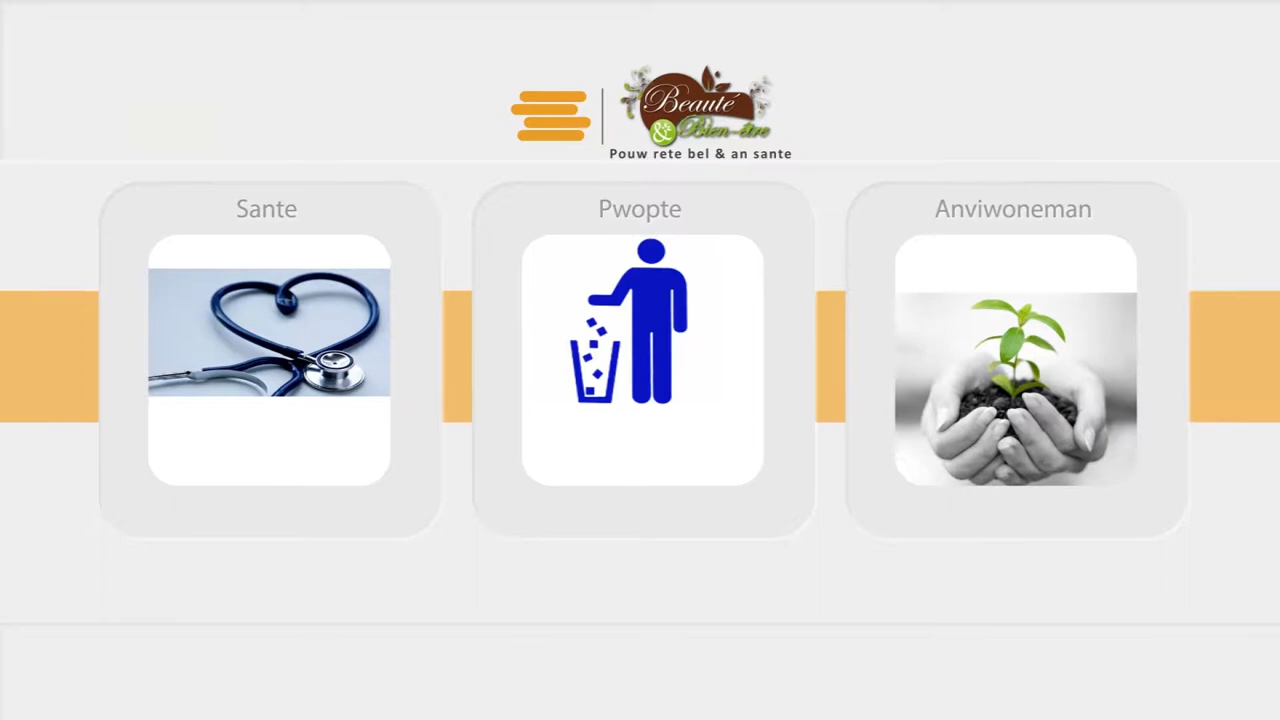 Beauté
& Bien-être
Pouw rete bel & an sante
Sante
Pwopte
Anviwoneman